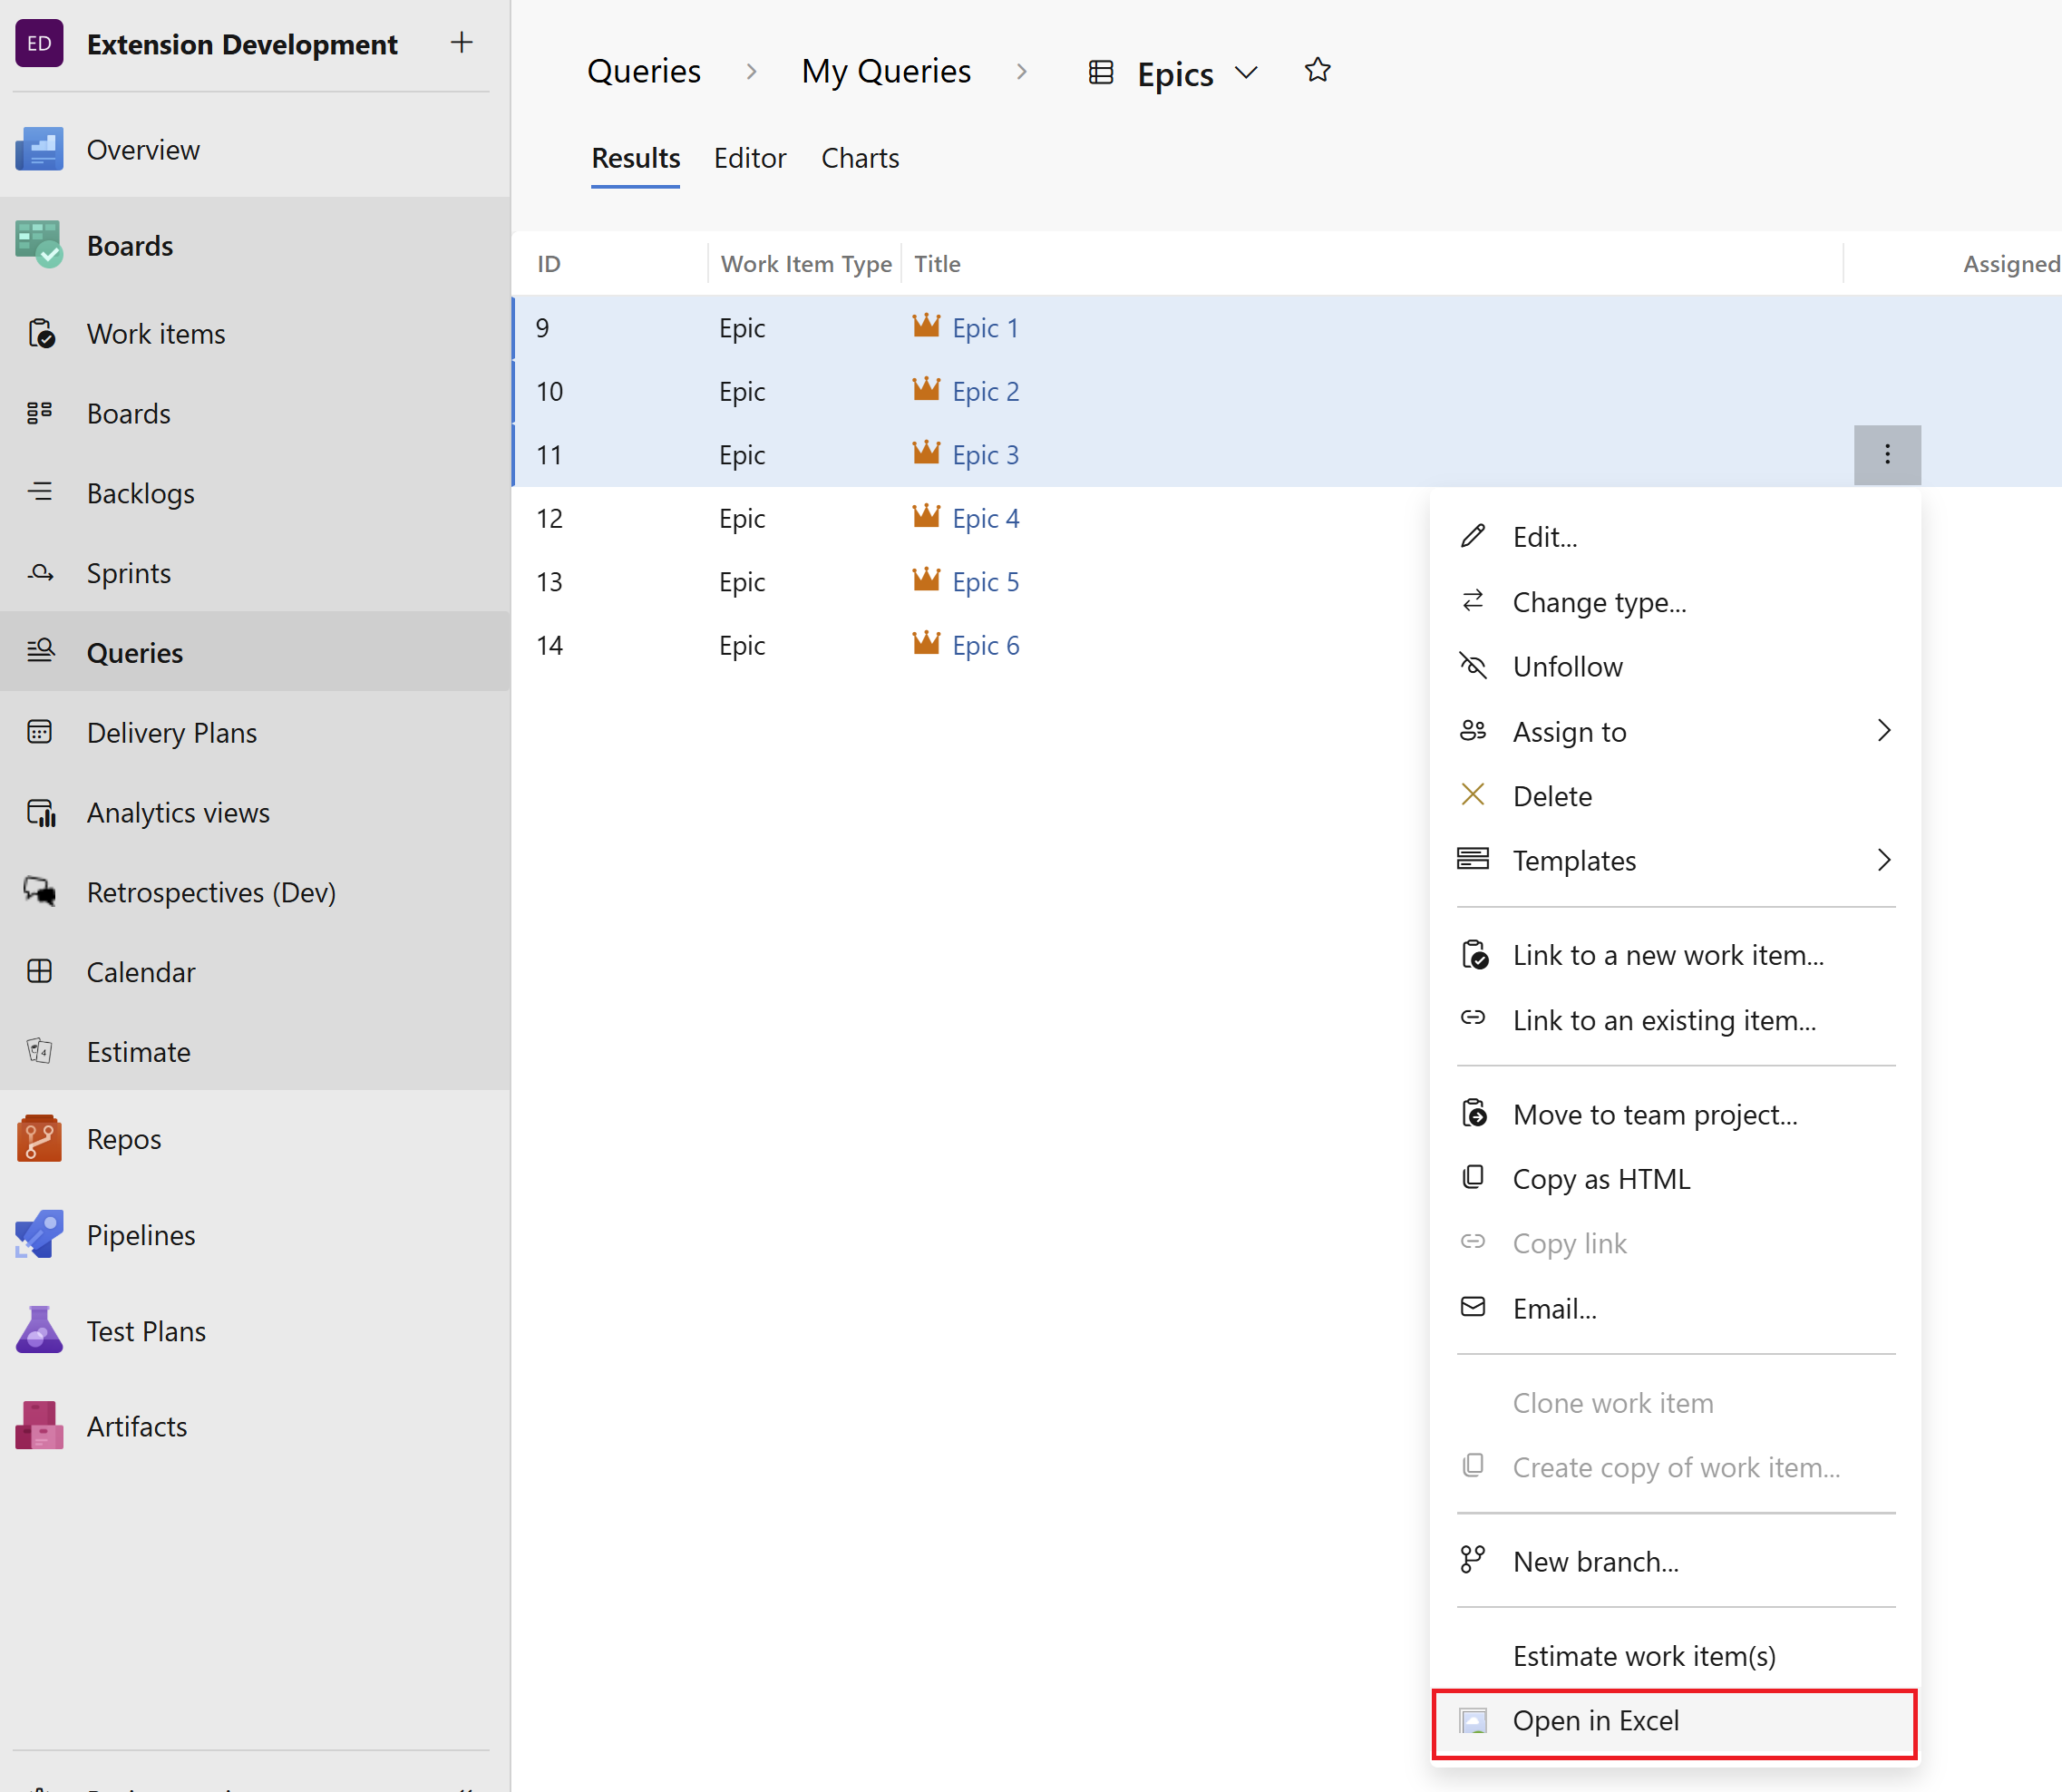 ED
Extension Development
Overview
Boards
Work items
Boards
Backlogs
Sprints
Queries
Delivery Plans
Analytics views
Retrospectives (Dev)
Calendar
Estimate
Repos
Pipelines
Test Plans
Artifacts
Queries
My Queries
Epics
Results Editor Charts
ID Work Item Type Title Assigned
9 Epic Epic 1
10 Epic Epic 2
11 Epic Epic 3
12 Epic Epic 4
13 Epic Epic 5
14 Epic Epic 6
Edit...
Change type...
Unfollow
Assign to
Delete
Templates
Link to a new work item...
Link to an existing item...
Move to team project...
Copy as HTML
Copy link
Email...
Clone work item
Create copy of work item...
New branch...
Estimate work item(s)
Open in Excel